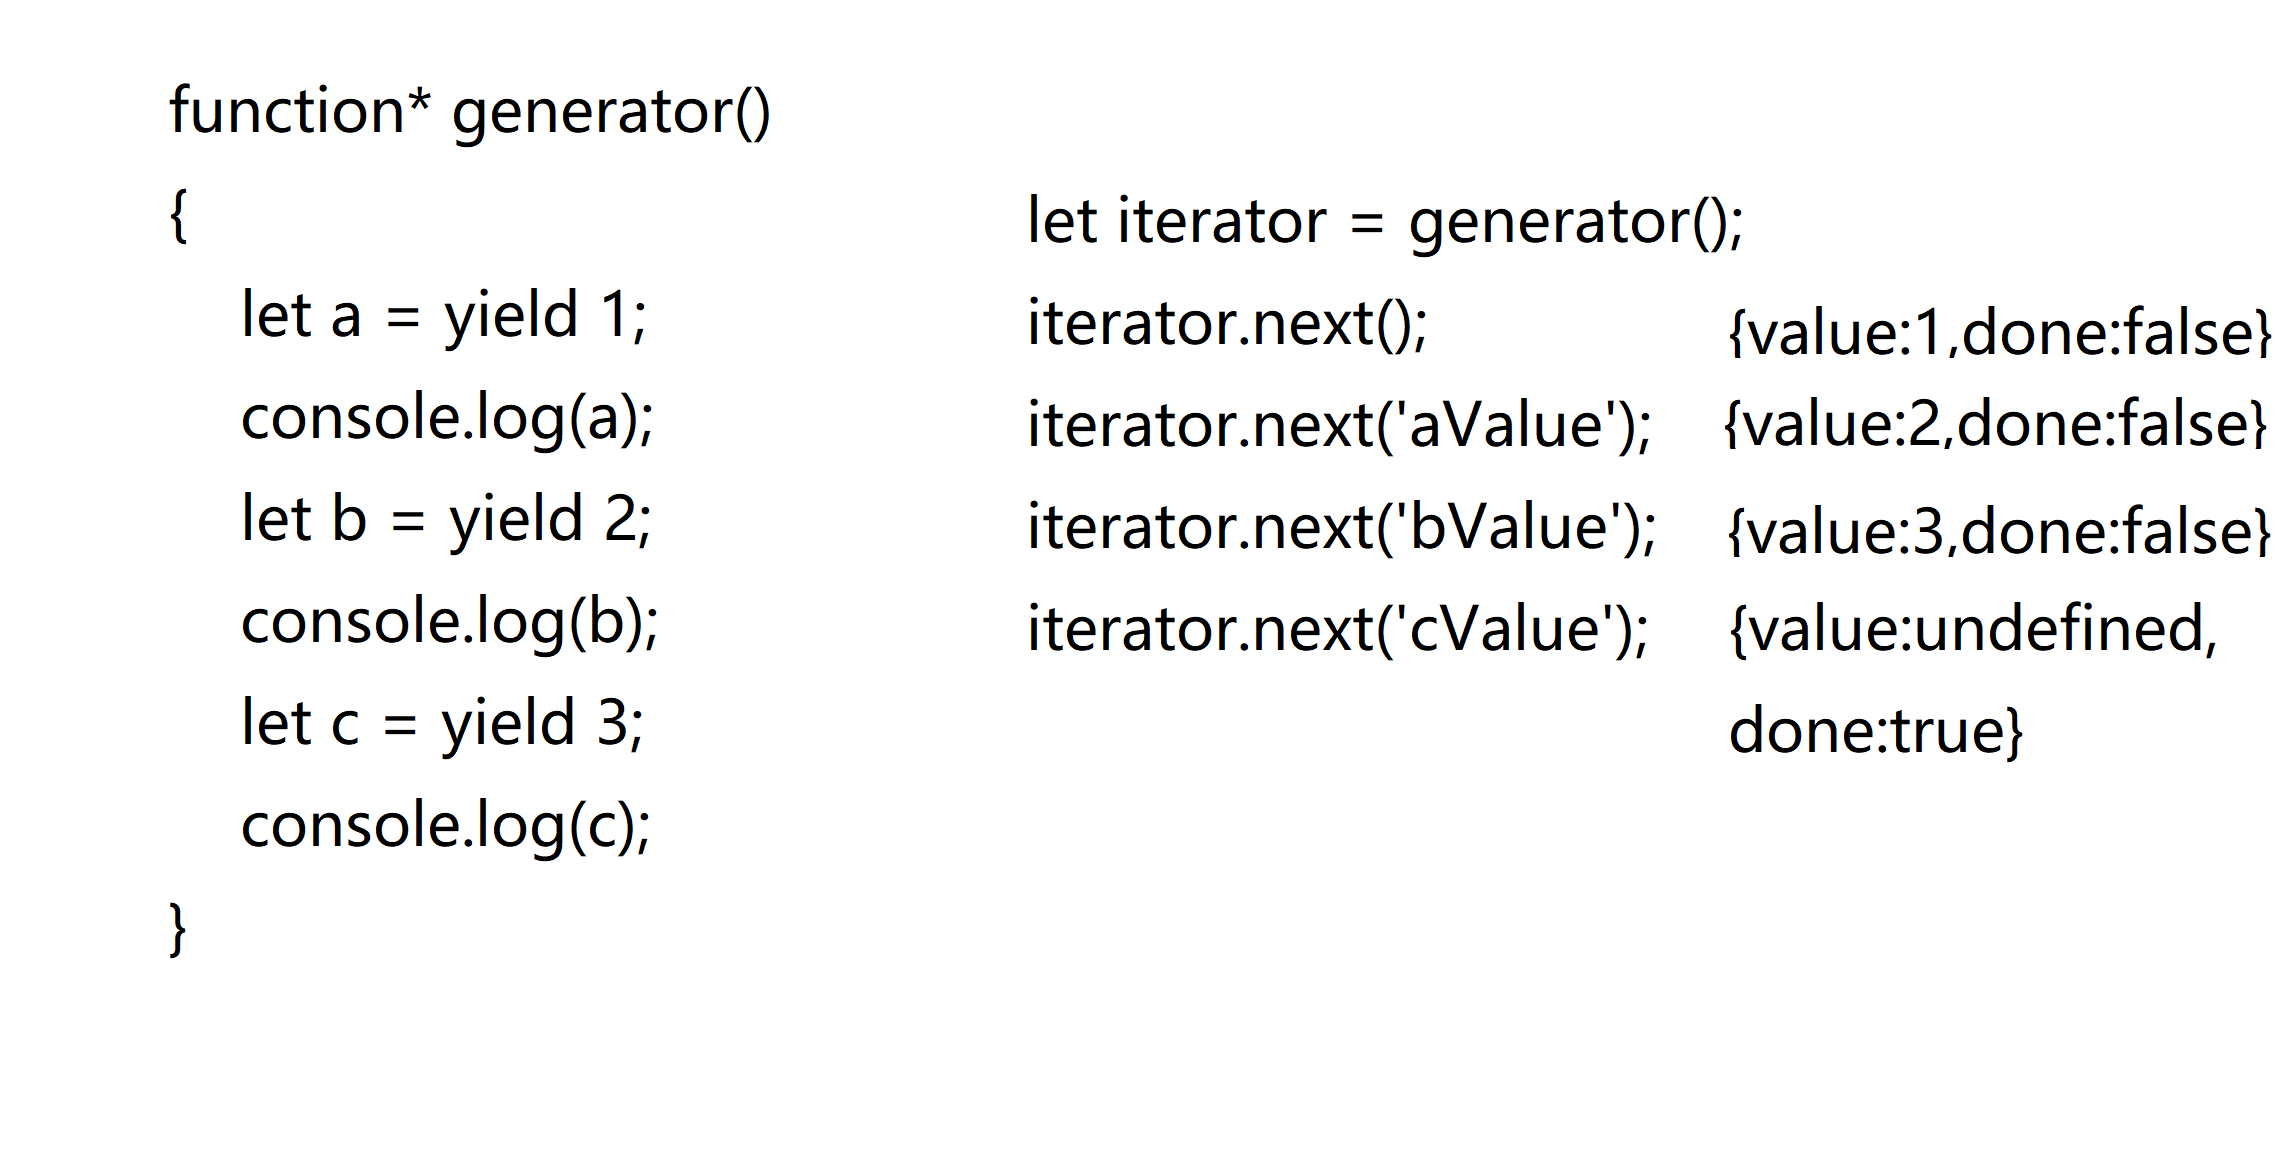 function* generator()
{
let a = yield 1;
console.log(a);
let b = yield 2;
console.log(b);
let c = yield 3;
console.log(c);
}
let iterator = generator();
iterator.next();
iterator.next('aValue');
iterator.next('bValue');
iterator.next('cValue');
{value:1,done:false}
{value:2,done:false}
{value:3,done:false}
{value:undefined,
done:true}